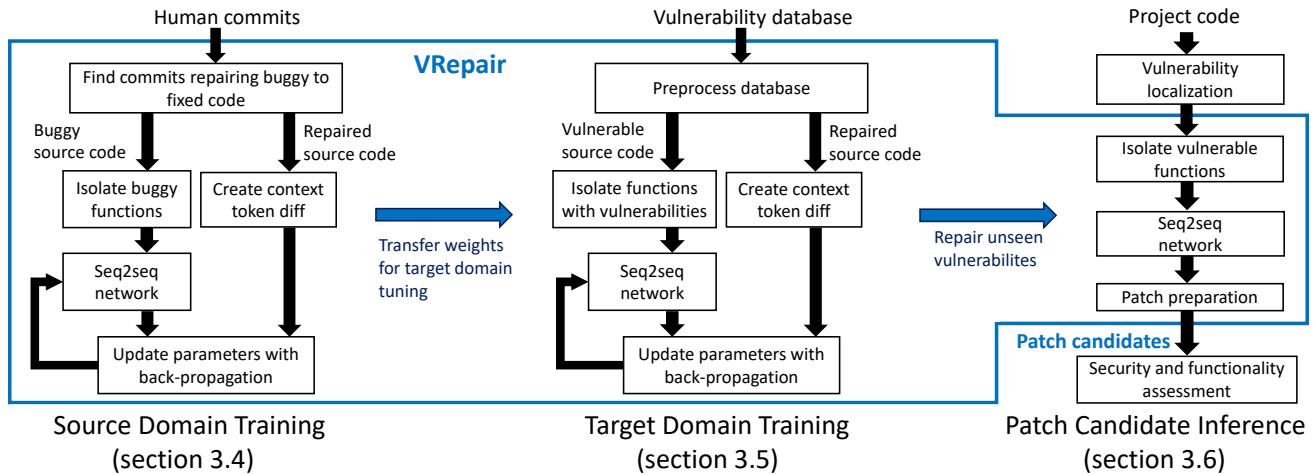 Human commits
VRepair
Find commits repairing buggy to
fixed code
Buggy
source code
Repaired
source code
Isolate buggy
functions
Create context
token diff
Seq2seq
network
Update parameters with
back-propagation
Source Domain Training
(section 3.4)
Transfer weights
for target domain
tuning
Vulnerability database
Preprocess database
Vulnerable
source code
Repaired
source code
Isolate functions
with vulnerabilities
Create context
token diff
Seq2seq
network
Update parameters with
back-propagation
Target Domain Training
(section 3.5)
Repair unseen
vulnerabilites
Project code
Vulnerability
localization
Isolate vulnerable
functions
Seq2seq
network
Patch preparation
Patch candidates
Security and functionality
assessment
Patch Candidate Inference
(section 3.6)